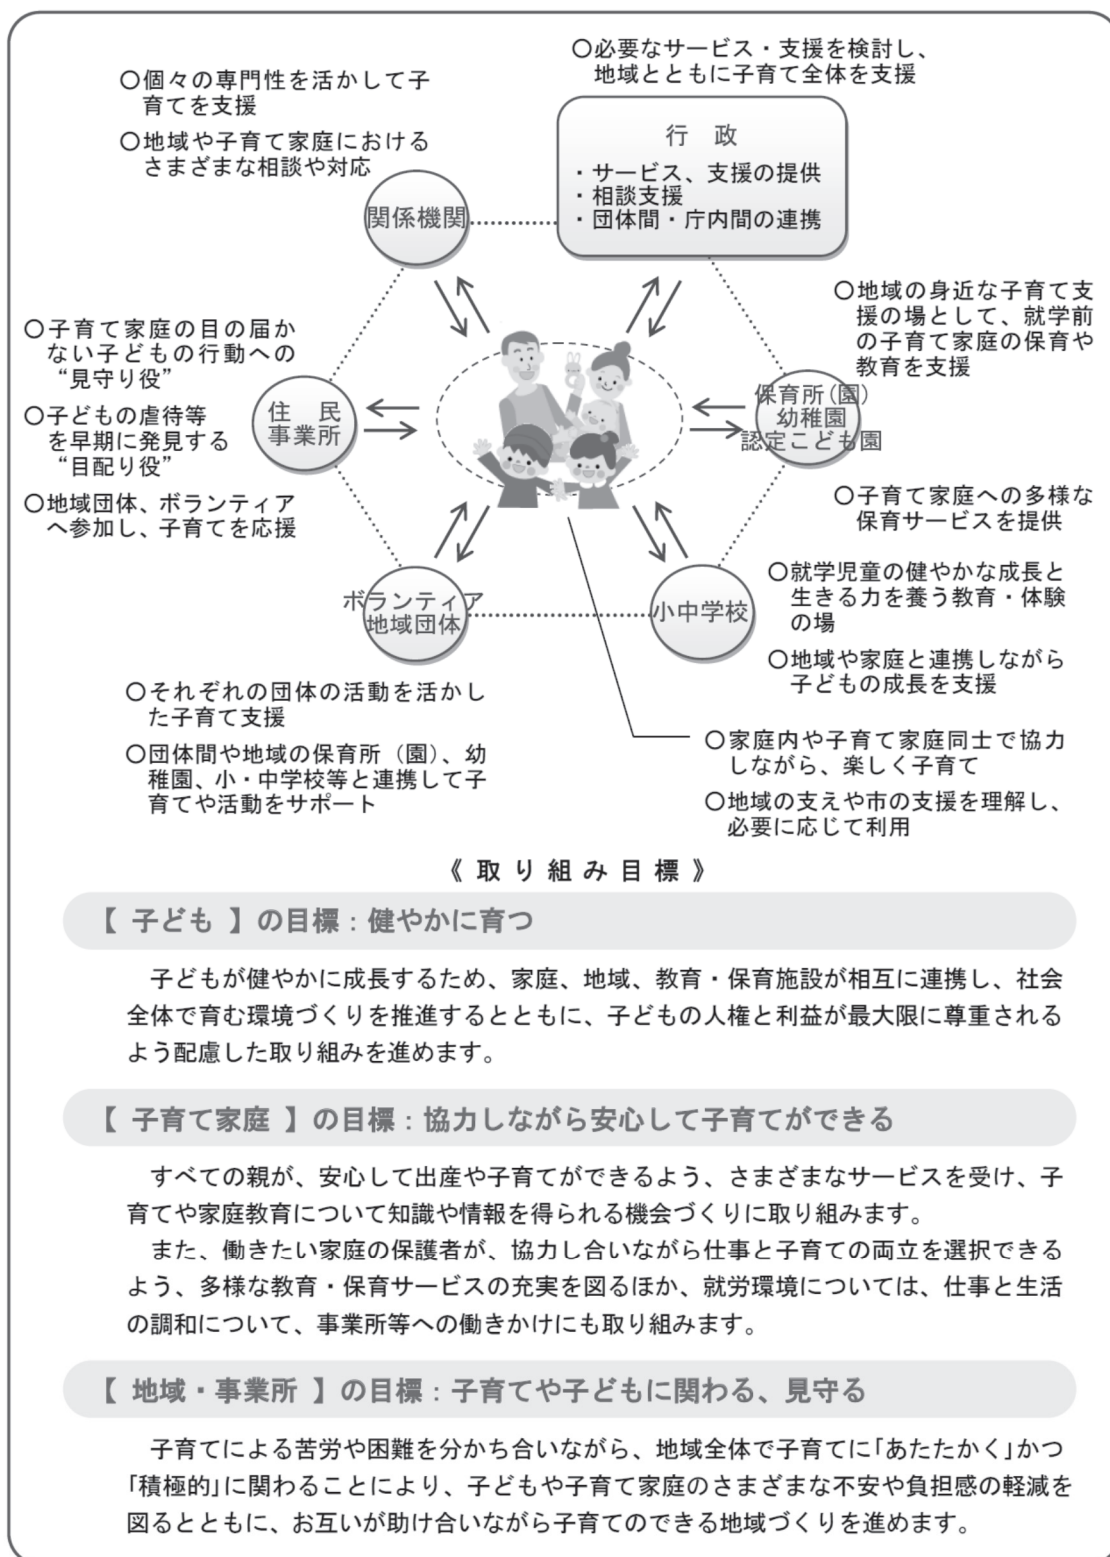 ○必要なサービス・支援を検討し、
地域とともに子育て全体を支援
○個々の専門性を活かして子
育てを支援
○地域や子育て家庭における
さまざまな相談や対応
行　政
・サービス、支援の提供
・相談支援
・団体間・庁内間の連携
関係機関
○地域の身近な子育て支
援の場として、就学前
の子育て家庭の保育や
教育を支援
○子育て家庭の目の届か
ない子どもの行動への
“見守り役”
○子どもの虐待等
を早期に発見する
“目配り役”
○地域団体、ボランティア
へ参加し、子育てを応援
住　民
事業所
保育所(園)
幼稚園
認定こども園
○子育て家庭への多様な
保育サービスを提供
ボランティア
地域団体
小中学校
○就学児童の健やかな成長と
生きる力を養う教育・体験
の場
○地域や家庭と連携しながら
子どもの成長を支援
○それぞれの団体の活動を活かし
た子育て支援
○団体間や地域の保育所（園）、幼
稚園、小・中学校等と連携して子
育てや活動をサポート
○家庭内や子育て家庭同士で協力
しながら、楽しく子育て
○地域の支えや市の支援を理解し、
必要に応じて利用
《 取 り 組 み 目 標 》
【 子ども 】の目標：健やかに育つ
子どもが健やかに成長するため、家庭、地域、教育・保育施設が相互に連携し、社会
全体で育む環境づくりを推進するとともに、子どもの人権と利益が最大限に尊重される
よう配慮した取り組みを進めます。
【 子育て家庭 】の目標：協力しながら安心して子育てができる
すべての親が、安心して出産や子育てができるよう、さまざまなサービスを受け、子
育てや家庭教育について知識や情報を得られる機会づくりに取り組みます。
また、働きたい家庭の保護者が、協力し合いながら仕事と子育ての両立を選択できる
よう、多様な教育・保育サービスの充実を図るほか、就労環境については、仕事と生活
の調和について、事業所等への働きかけにも取り組みます。
【 地域・事業所 】の目標：子育てや子どもに関わる、見守る
子育てによる苦労や困難を分かち合いながら、地域全体で子育てに「あたたかく」かつ
「積極的」に関わることにより、子どもや子育て家庭のさまざまな不安や負担感の軽減を
図るとともに、お互いが助け合いながら子育てのできる地域づくりを進めます。